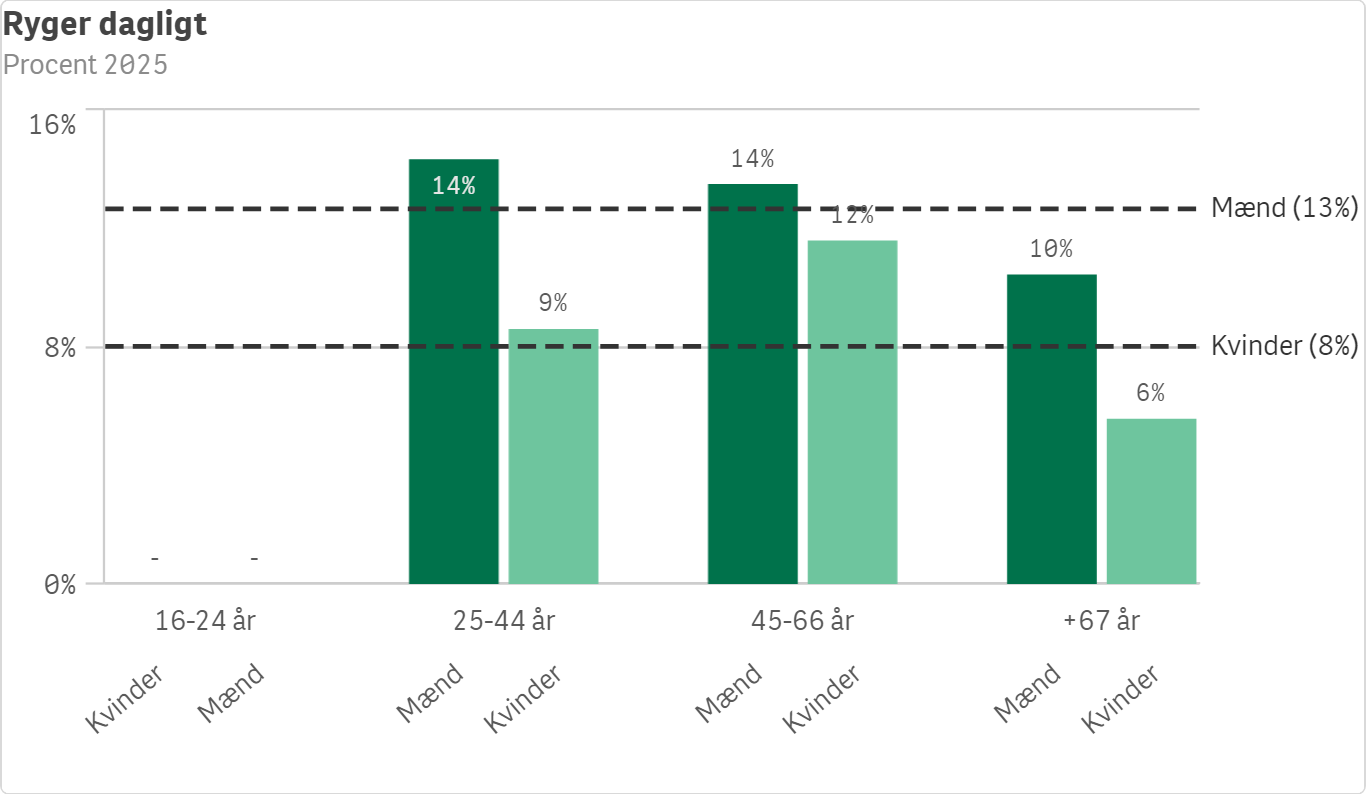 Ryger dagligt
Procent 2025
16%
8%
0%
14%
9%
14%
12%
10%
6%
-
-
Mænd (13%)
Kvinder (8%)
16-24 år
25-44 år
45-66 år
+67 år
Kvinder
Mænd
Mænd
Kvinder
Mænd
Kvinder
Mænd
Kvinder